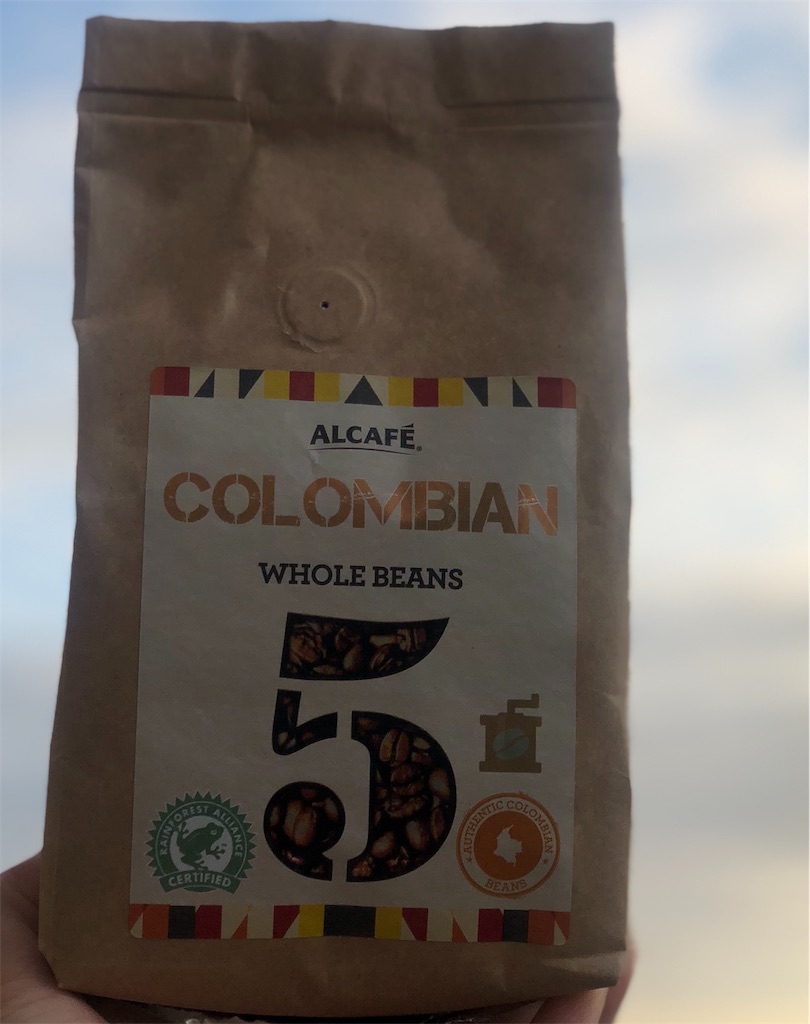 ALCAFÉ®
COLOMBIAN
WHOLE BEANS
5
RAINFOREST ALLIANCE
CERTIFIED
AUTHENTIC COLOMBIAN
BEANS